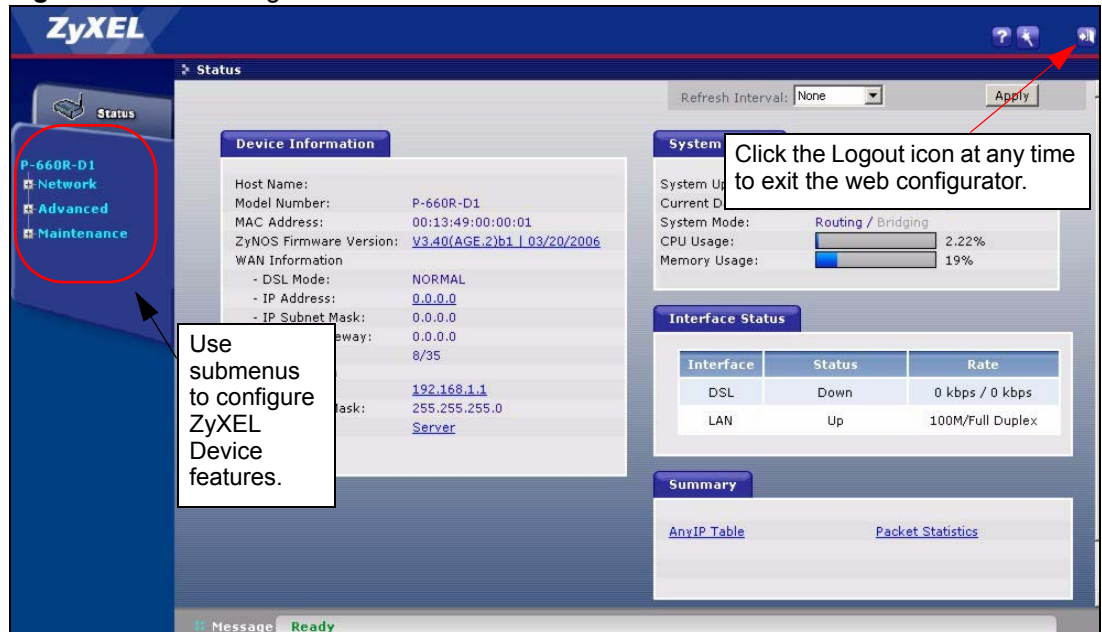 ZyXEL
Status
Refresh Interval: None Apply
Status
P-660R-D1
Network
Advanced
Maintenance
Use
submenus
to configure
ZyXEL
Device
features.
Device Information
Host Name:
Model Number: P-660R-D1
MAC Address: 00:13:49:00:00:01
ZyNOS Firmware Version: V3.40(AGE.2)b1 | 03/20/2006
WAN Information
- DSL Mode: NORMAL
- IP Address: 0.0.0.0
- IP Subnet Mask: 0.0.0.0
0.0.0.0
8/35
192.168.1.1
255.255.255.0
Server
System
Click the Logout icon at any time
to exit the web configurator.
System
Current
System Mode: Routing / Bridging
CPU Usage: 2.22%
Memory Usage: 19%
Interface Status
Interface Status Rate
DSL Down 0 kbps / 0 kbps
LAN Up 100M/Full Duplex
Summary
AnyIP Table Packet Statistics
Message Ready